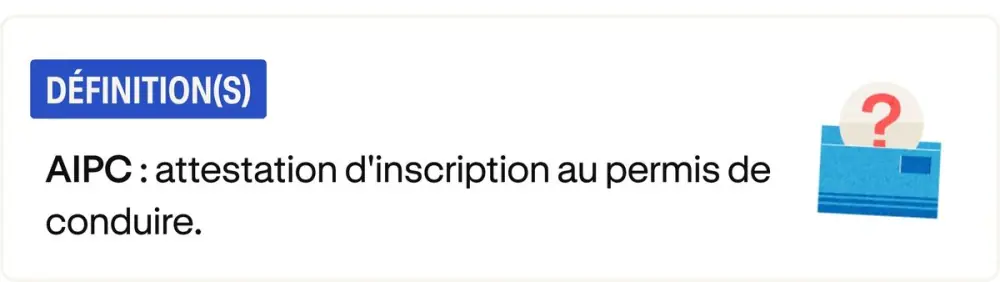 DÉFINITION(S)
AIPC : attestation d'inscription au permis de
conduire.
?